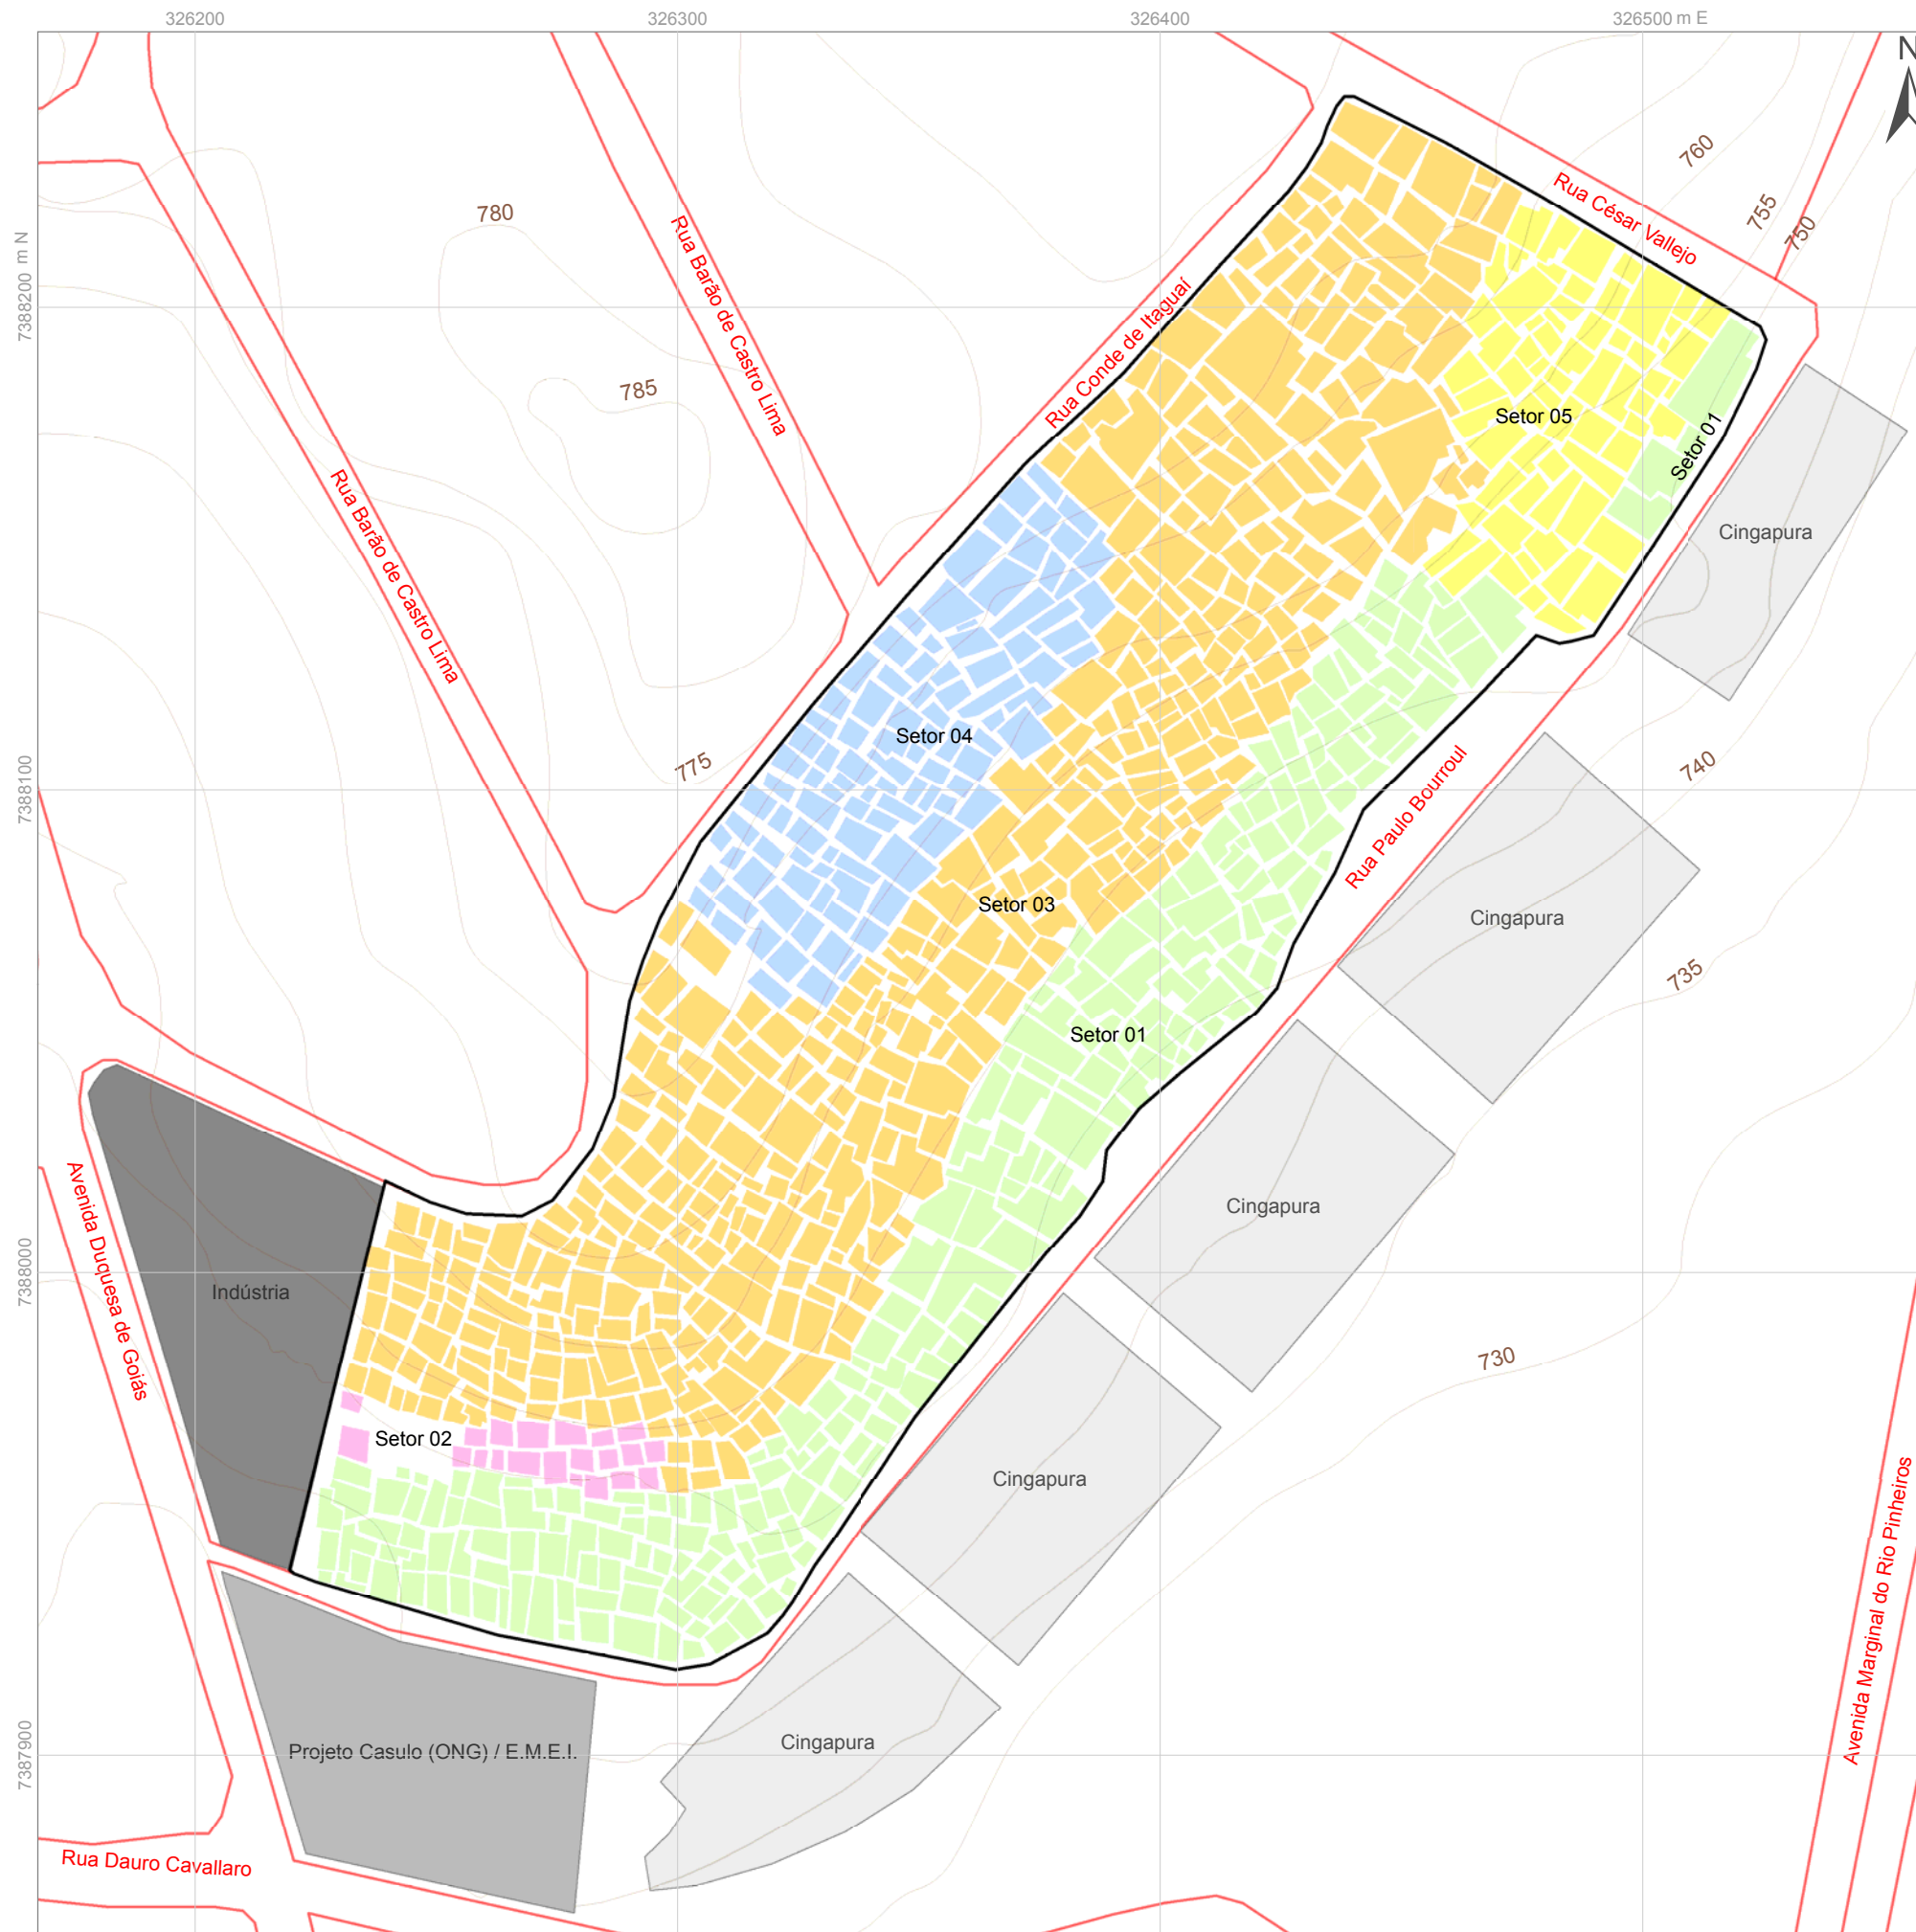 326200
326300
326400
326500 m E
N
760
Rua César Vallejo
755
750
780
Rua Barão de Castro Lima
7388200 m N
Rua Conde de Itaguaí
785
Setor 05
Setor 01
Rua Barão de Castro Lima
Cingapura
Setor 04
775
740
7388100
Rua Paulo Bourroul
Setor 03
Cingapura
735
Setor 01
Cingapura
Avenida Duquesa de Goiás
7388000
Indústria
730
Setor 02
Cingapura
Avenida Marginal do Rio Pinheiros
Cingapura
Projeto Casulo (ONG) / E.M.E.I.
7387900
Rua Dauro Cavallaro